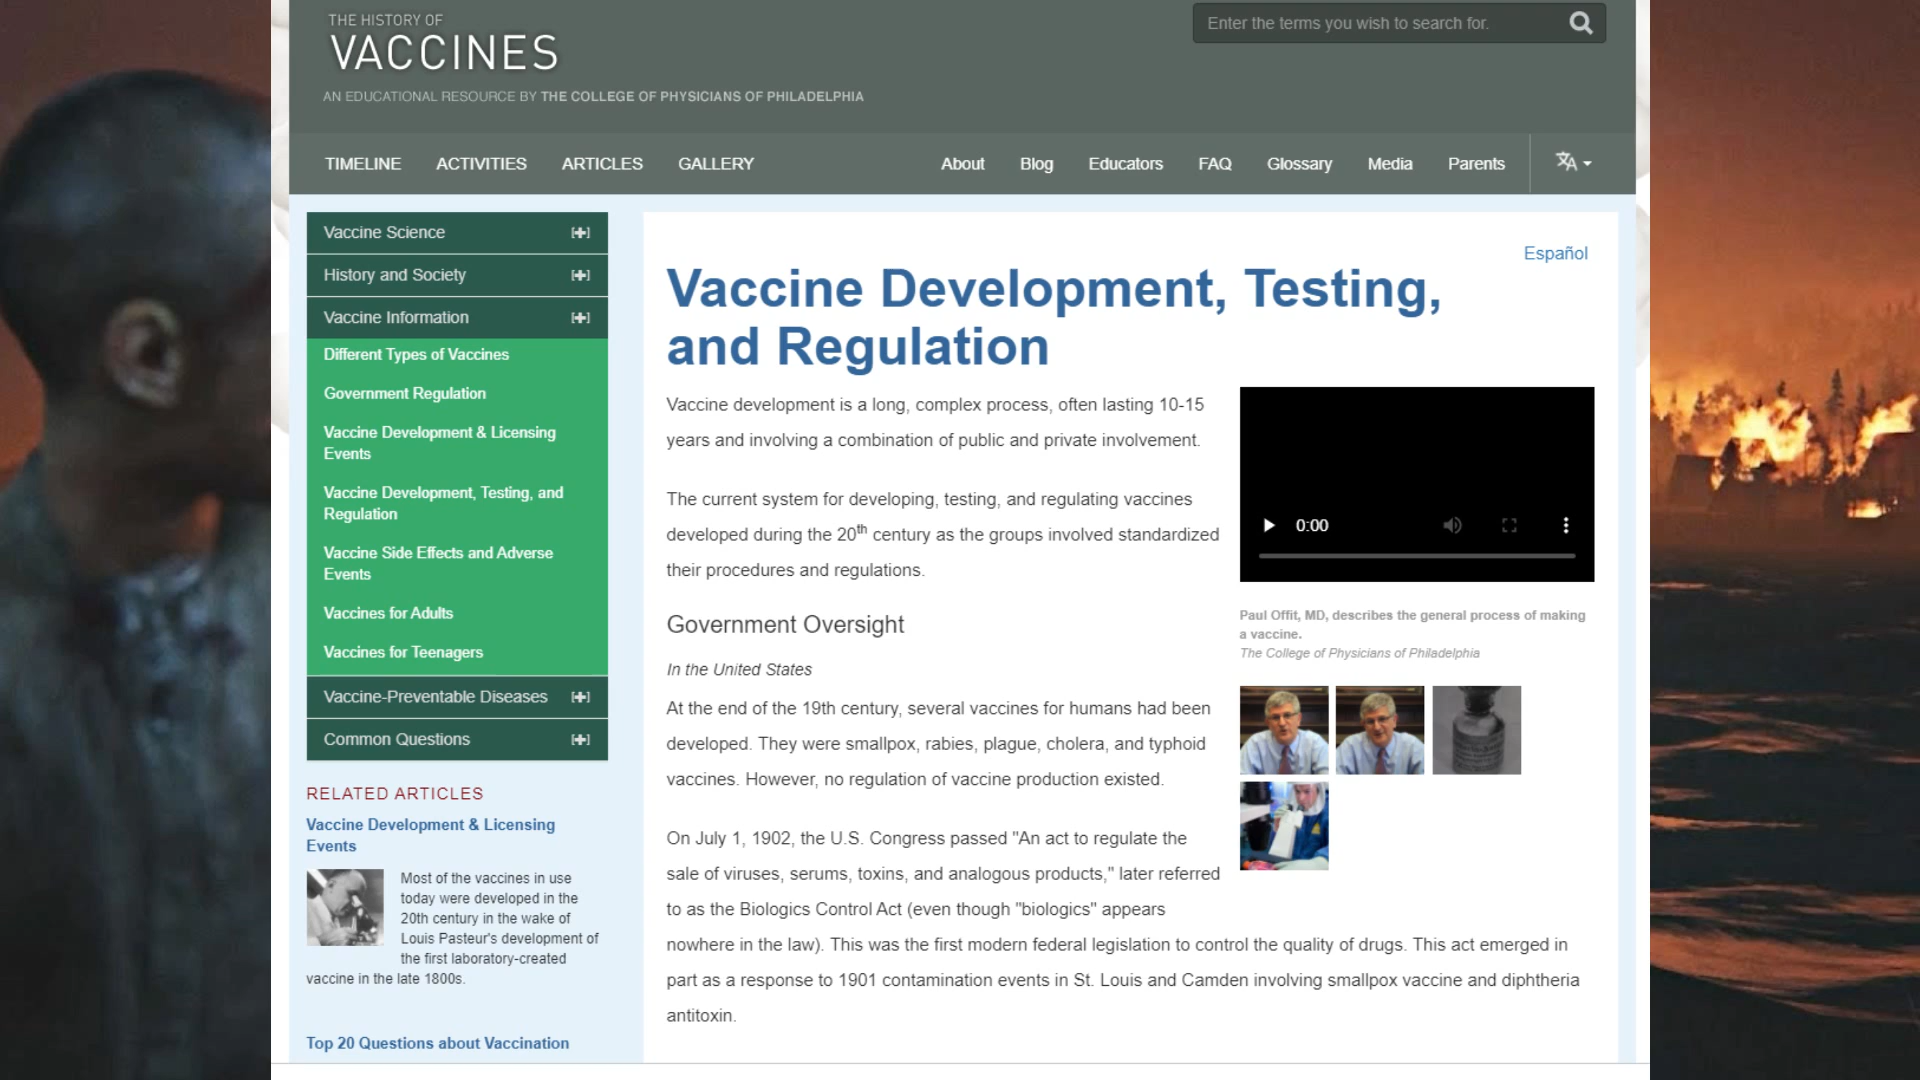 THE HISTORY OF
VACCINES
AN EDUCATIONAL RESOURCE BY THE COLLEGE OF PHYSICIANS OF PHILADELPHIA
Enter the terms you wish to search for.
TIMELINE ACTIVITIES ARTICLES GALLERY About Blog Educators FAQ Glossary Media Parents
Vaccine Science [+]
History and Society [+]
Vaccine Information [+]
Different Types of Vaccines
Government Regulation
Vaccine Development & Licensing
Events
Vaccine Development, Testing, and
Regulation
Vaccine Side Effects and Adverse
Events
Vaccines for Adults
Vaccines for Teenagers
Vaccine-Preventable Diseases [+]
Common Questions [+]
RELATED ARTICLES
Vaccine Development & Licensing
Events
Most of the vaccines in use
today were developed in the
20th century in the wake of
Louis Pasteur's development of
the first laboratory-created
vaccine in the late 1800s.
Top 20 Questions about Vaccination
Español
Vaccine Development, Testing,
and Regulation
Vaccine development is a long, complex process, often lasting 10-15
years and involving a combination of public and private involvement.
The current system for developing, testing, and regulating vaccines
developed during the 20th century as the groups involved standardized
their procedures and regulations.
Government Oversight
In the United States
At the end of the 19th century, several vaccines for humans had been
developed. They were smallpox, rabies, plague, cholera, and typhoid
vaccines. However, no regulation of vaccine production existed.
On July 1, 1902, the U.S. Congress passed "An act to regulate the
sale of viruses, serums, toxins, and analogous products," later referred
to as the Biologics Control Act (even though "biologics" appears
nowhere in the law). This was the first modern federal legislation to control the quality of drugs. This act emerged in
part as a response to 1901 contamination events in St. Louis and Camden involving smallpox vaccine and diphtheria
antitoxin.
0:00
Paul Offit, MD, describes the general process of making
a vaccine.
The College of Physicians of Philadelphia